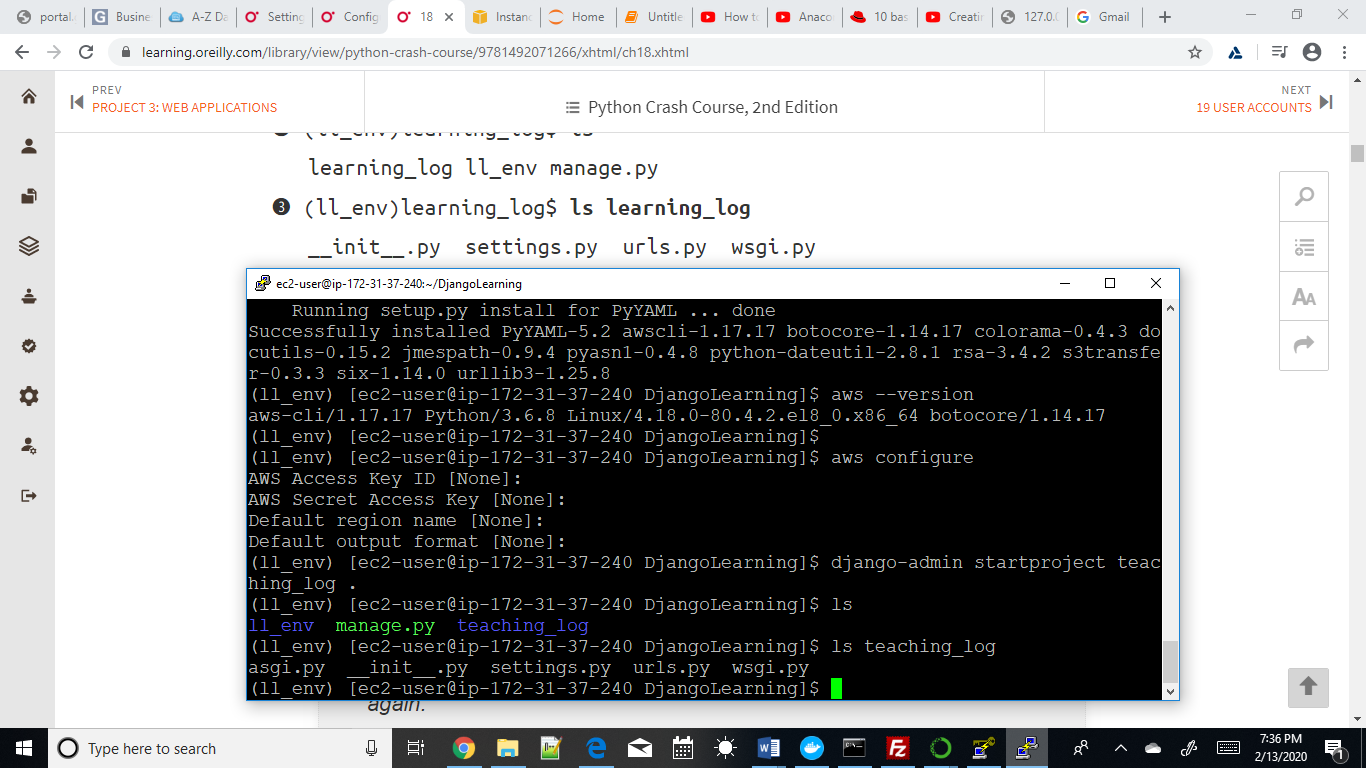 portal.
Busine
A-Z Da
Setting
Config
18
Instanc
Home
Untitle
How to
Anaco
10 bas
Creatin
127.0.0
Gmail
learning.oreilly.com/library/view/python-crash-course/9781492071266/xhtml/ch18.xhtml
PREV
PROJECT 3: WEB APPLICATIONS
Python Crash Course, 2nd Edition
NEXT
19 USER ACCOUNTS
(ll_env)learning_log$ ls
learning_log ll_env manage.py
❸ (ll_env)learning_log$ ls learning_log
__init__.py  settings.py  urls.py  wsgi.py
ec2-user@ip-172-31-37-240:~/DjangoLearning
    Running setup.py install for PyYAML ... done
Successfully installed PyYAML-5.2 awscli-1.17.17 botocore-1.14.17 colorama-0.4.3 do
cutils-0.15.2 jmespath-0.9.4 pyasn1-0.4.8 python-dateutil-2.8.1 rsa-3.4.2 s3transfe
r-0.3.3 six-1.14.0 urllib3-1.25.8
(ll_env) [ec2-user@ip-172-31-37-240 DjangoLearning]$ aws --version
aws-cli/1.17.17 Python/3.6.8 Linux/4.18.0-80.4.2.el8_0.x86_64 botocore/1.14.17
(ll_env) [ec2-user@ip-172-31-37-240 DjangoLearning]$
(ll_env) [ec2-user@ip-172-31-37-240 DjangoLearning]$ aws configure
AWS Access Key ID [None]:
AWS Secret Access Key [None]:
Default region name [None]:
Default output format [None]:
(ll_env) [ec2-user@ip-172-31-37-240 DjangoLearning]$ django-admin startproject teac
hing_log .
(ll_env) [ec2-user@ip-172-31-37-240 DjangoLearning]$ ls
ll_env  manage.py  teaching_log
(ll_env) [ec2-user@ip-172-31-37-240 DjangoLearning]$ ls teaching_log
asgi.py  __init__.py  settings.py  urls.py  wsgi.py
(ll_env) [ec2-user@ip-172-31-37-240 DjangoLearning]$
again.
AA
Type here to search
7:36 PM
2/13/2020
1